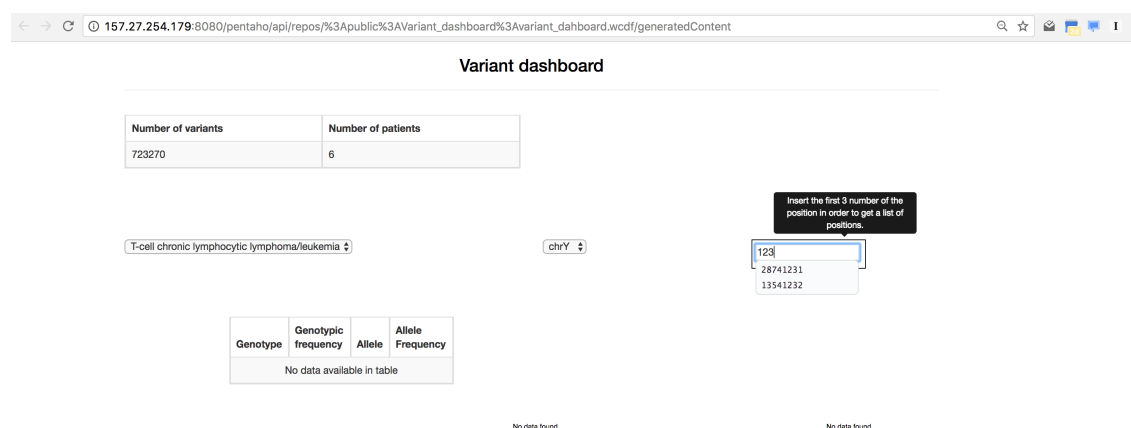 157.27.254.179:8080/pentaho/api/repos/%3Apublic%3AVariant_dashboard%3Avariant_dahboard.wcdf/generatedContent
Variant dashboard
Number of variants Number of patients
723270 6
Insert the first 3 number of the
position in order to get a list of
positions.
T-cell chronic lymphocytic lymphoma/leukemia chrY 123
28741231
13541232
Genotype Genotypic frequency Allele Allele Frequency
No data available in table
No data found No data found